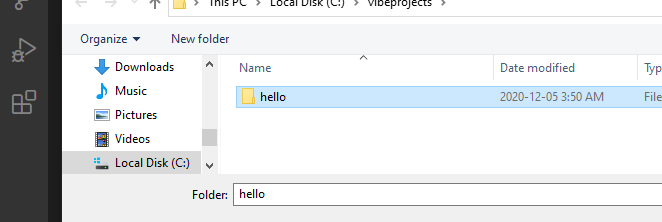 This PC > Local Disk (C:) > vibeprojects >
Organize New folder
Downloads
Music
Pictures
Videos
Local Disk (C:)
Name Date modified Typ
hello 2020-12-05 3:50 AM File
Folder: hello